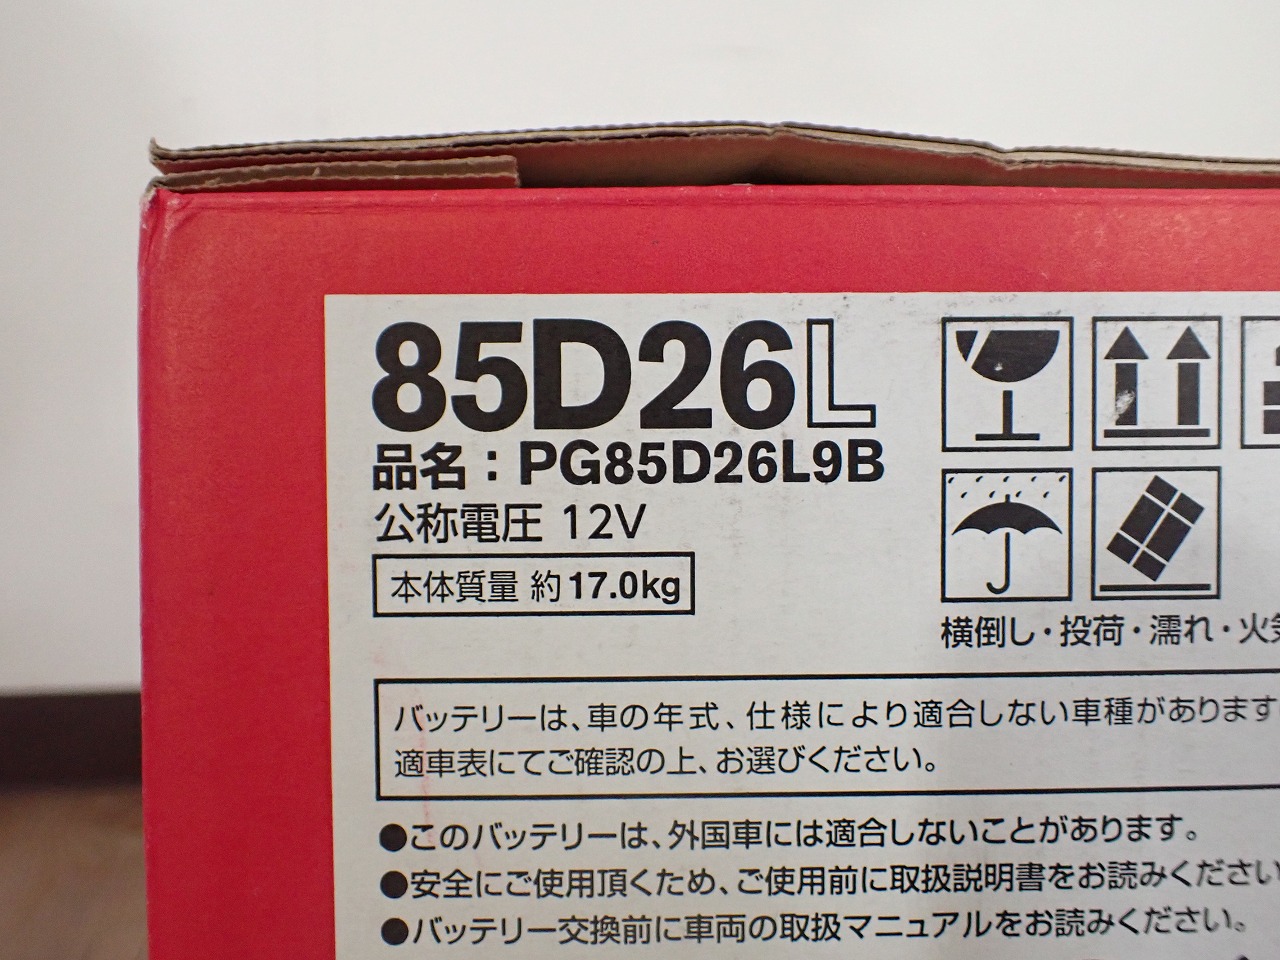 85D26L
品名：PG85D26L9B
公称電圧 12V
本体質量 約17.0kg
横倒し・投荷・濡れ・火気
バッテリーは、車の年式、仕様により適合しない車種があります
適車表にてご確認の上、お選びください。
●このバッテリーは、外国車には適合しないことがあります。
●安全にご使用頂くため、ご使用前に取扱説明書をお読みください
●バッテリー交換前に車両の取扱マニュアルをお読みください。